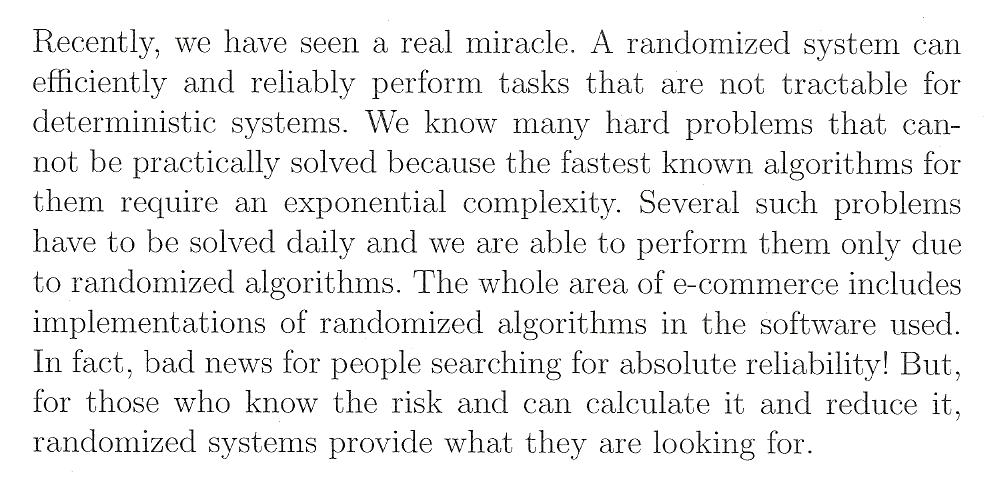 Recently, we have seen a real miracle. A randomized system can
efficiently and reliably perform tasks that are not tractable for
deterministic systems. We know many hard problems that can-
not be practically solved because the fastest known algorithms for
them require an exponential complexity. Several such problems
have to be solved daily and we are able to perform them only due
to randomized algorithms. The whole area of e-commerce includes
implementations of randomized algorithms in the software used.
In fact, bad news for people searching for absolute reliability! But,
for those who know the risk and can calculate it and reduce it,
randomized systems provide what they are looking for.